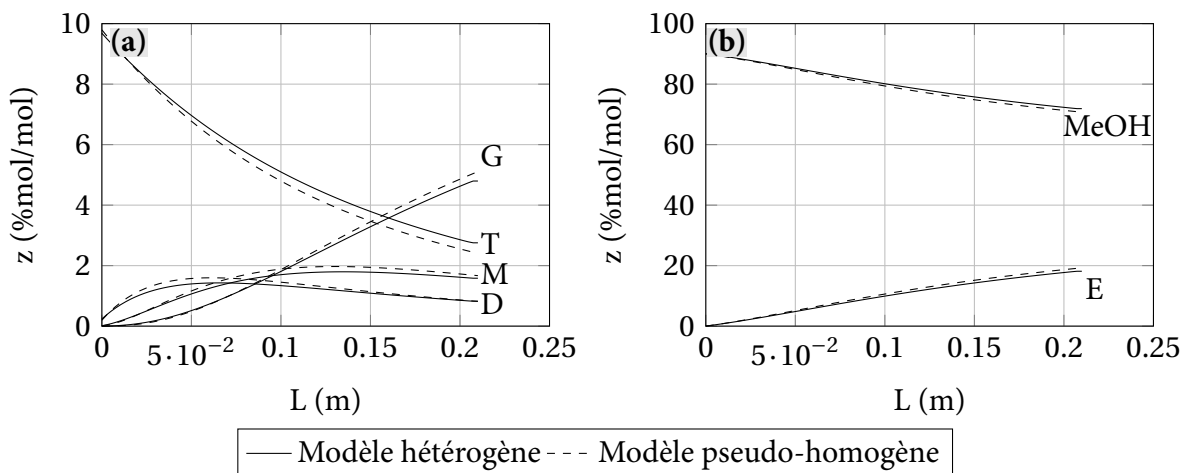 (a)
z (%mol/mol)
10
8
6
4
2
0
G
T
M
D
0
5·10⁻²
0.1
0.15
0.2
0.25
L (m)
(b)
z (%mol/mol)
100
80
60
40
20
0
MeOH
E
0
5·10⁻²
0.1
0.15
0.2
0.25
L (m)
Modèle hétérogène Modèle pseudo-homogène